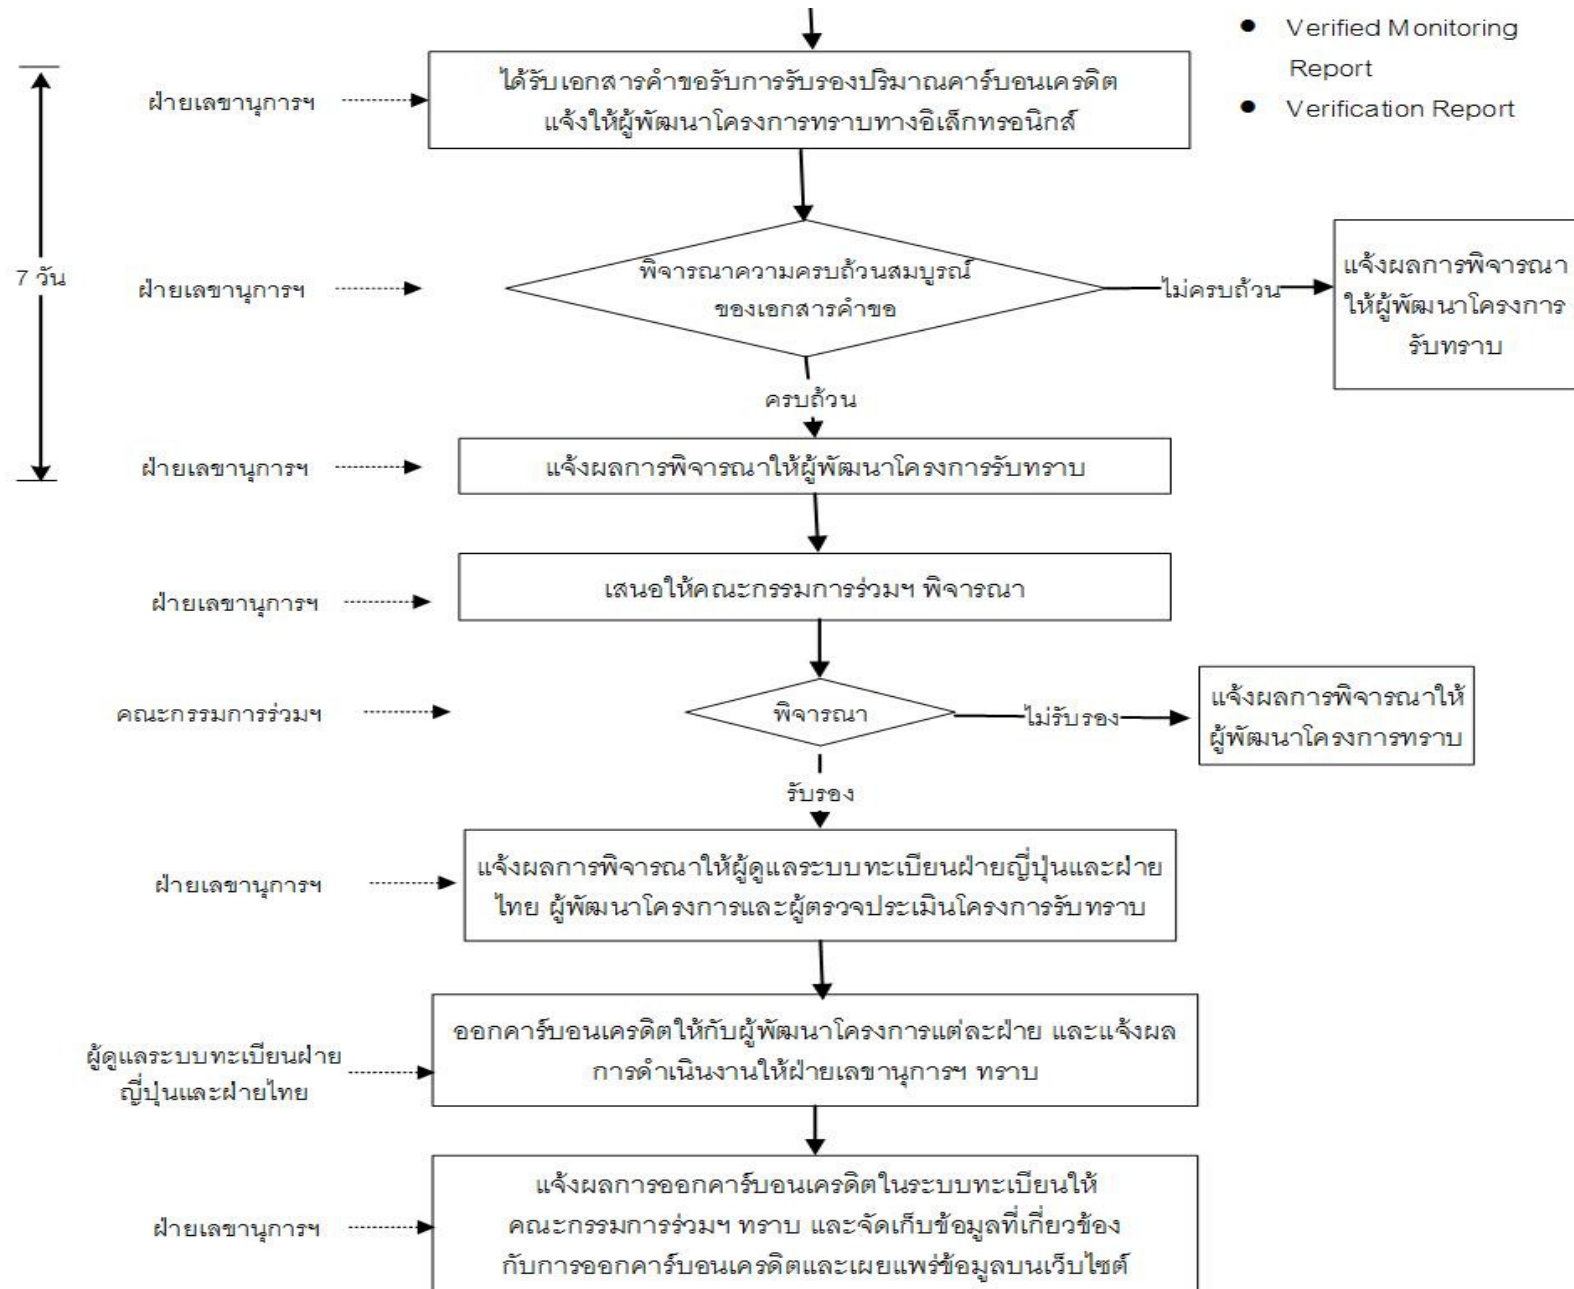 ● Verified Monitoring
Report
● Verification Report
ฝ่ายเลขานุการฯ
ได้รับเอกสารคำขอรับการรับรองปริมาณคาร์บอนเครดิต
แจ้งให้ผู้พัฒนาโครงการทราบทางอิเล็กทรอนิกส์
7 วัน
ฝ่ายเลขานุการฯ
พิจารณาความครบถ้วนสมบูรณ์
ของเอกสารคำขอ
ไม่ครบถ้วน
แจ้งผลการพิจารณา
ให้ผู้พัฒนาโครงการ
รับทราบ
ครบถ้วน
ฝ่ายเลขานุการฯ
แจ้งผลการพิจารณาให้ผู้พัฒนาโครงการรับทราบ
ฝ่ายเลขานุการฯ
เสนอให้คณะกรรมการร่วมฯ พิจารณา
คณะกรรมการร่วมฯ
พิจารณา
ไม่รับรอง
แจ้งผลการพิจารณาให้
ผู้พัฒนาโครงการทราบ
รับรอง
ฝ่ายเลขานุการฯ
แจ้งผลการพิจารณาให้ผู้ดูแลระบบทะเบียนฝ่ายญี่ปุ่นและฝ่าย
ไทย ผู้พัฒนาโครงการและผู้ตรวจประเมินโครงการรับทราบ
ผู้ดูแลระบบทะเบียนฝ่าย
ญี่ปุ่นและฝ่ายไทย
ออกคาร์บอนเครดิตให้กับผู้พัฒนาโครงการแต่ละฝ่าย และแจ้งผล
การดำเนินงานให้ฝ่ายเลขานุการฯ ทราบ
ฝ่ายเลขานุการฯ
แจ้งผลการออกคาร์บอนเครดิตในระบบทะเบียนให้
คณะกรรมการร่วมฯ ทราบ และจัดเก็บข้อมูลที่เกี่ยวข้อง
กับการออกคาร์บอนเครดิตและเผยแพร่ข้อมูลบนเว็บไซต์